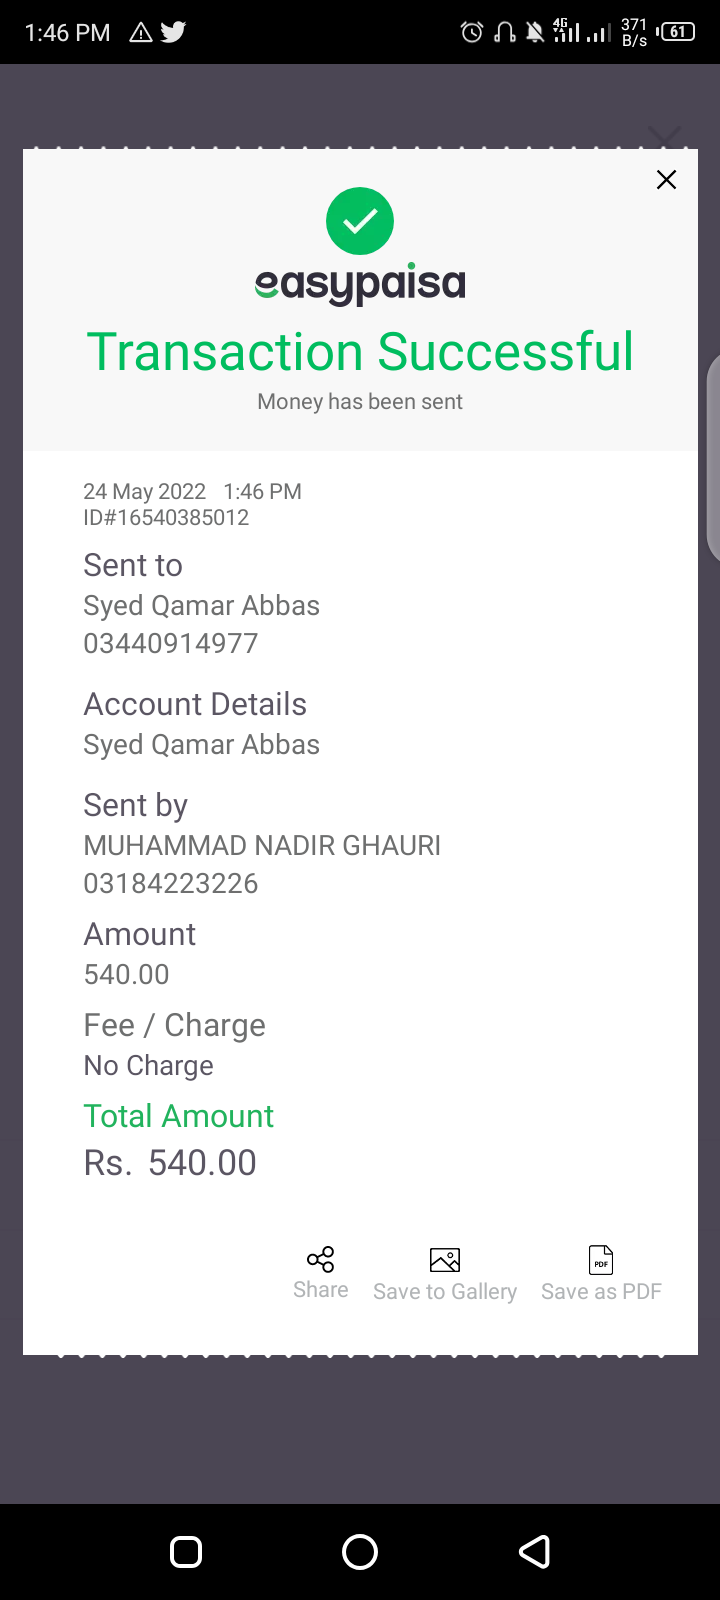 1:46 PM
4G
371
B/s
61
easypaisa
Transaction Successful
Money has been sent
24 May 2022 1:46 PM
ID#16540385012
Sent to
Syed Qamar Abbas
03440914977
Account Details
Syed Qamar Abbas
Sent by
MUHAMMAD NADIR GHAURI
03184223226
Amount
540.00
Fee / Charge
No Charge
Total Amount
Rs. 540.00
PDF
Share
Save to Gallery
Save as PDF